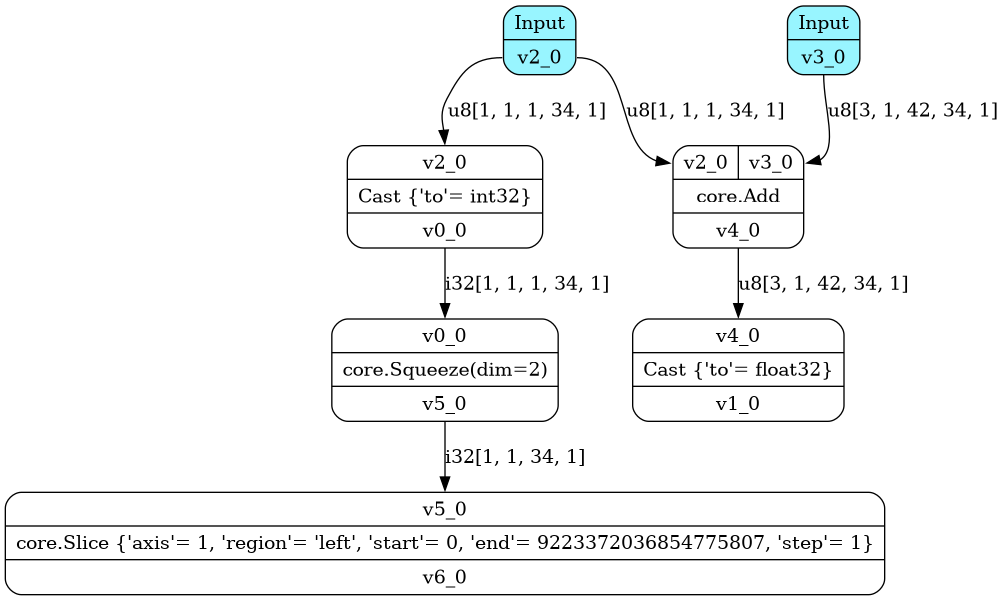 Input
v2_0
Input
v3_0
u8[1, 1, 1, 34, 1]
u8[1, 1, 1, 34, 1]
u8[3, 1, 42, 34, 1]
v2_0
Cast {'to'= int32}
v0_0
v2_0
v3_0
core.Add
v4_0
i32[1, 1, 1, 34, 1]
u8[3, 1, 42, 34, 1]
v0_0
core.Squeeze(dim=2)
v5_0
v4_0
Cast {'to'= float32}
v1_0
i32[1, 1, 34, 1]
v5_0
core.Slice {'axis'= 1, 'region'= 'left', 'start'= 0, 'end'= 9223372036854775807, 'step'= 1}
v6_0